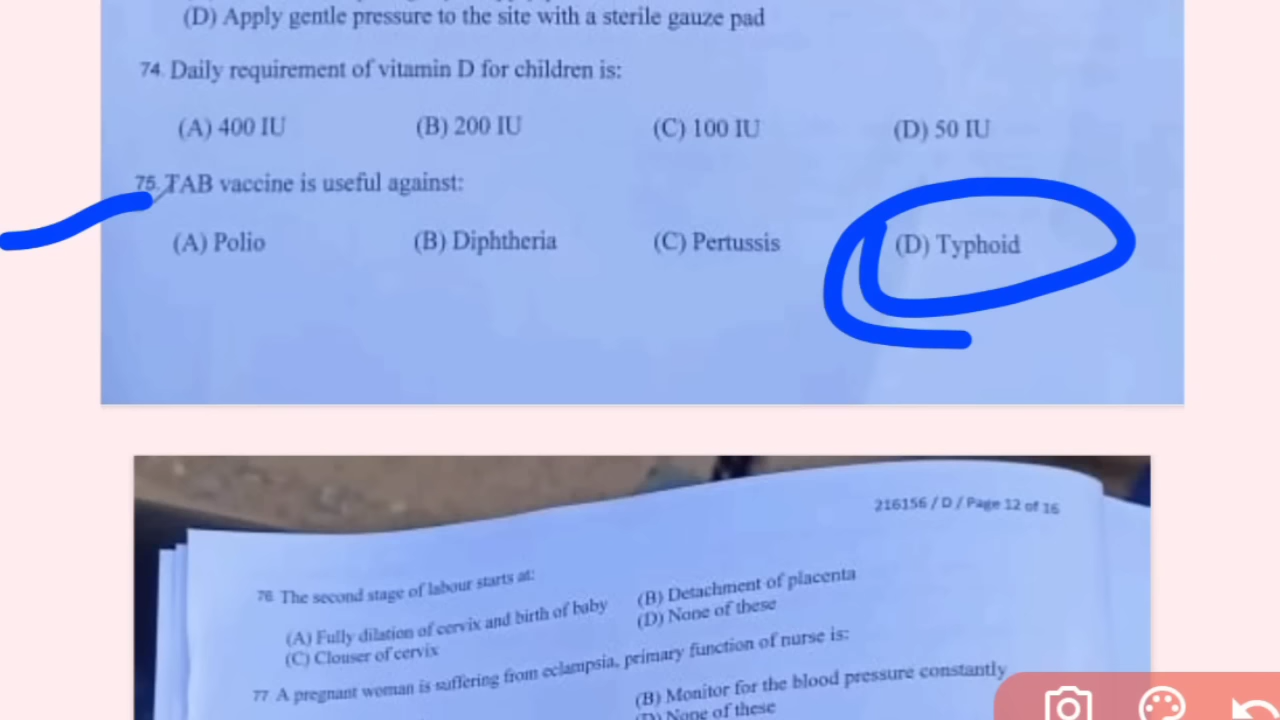 (D) Apply gentle pressure to the site with a sterile gauze pad
74. Daily requirement of vitamin D for children is:
(A) 400 IU (B) 200 IU (C) 100 IU (D) 50 IU
75. TAB vaccine is useful against:
(A) Polio (B) Diphtheria (C) Pertussis (D) Typhoid
216156 / D / Page 12 of 16
76. The second stage of labour starts at:
(A) Fully dilation of cervix and birth of baby (B) Detachment of placenta
(C) Clouser of cervix (D) None of these
77 A pregnant woman is suffering from eclampsia, primary function of nurse is:
(B) Monitor for the blood pressure constantly
(D) None of these